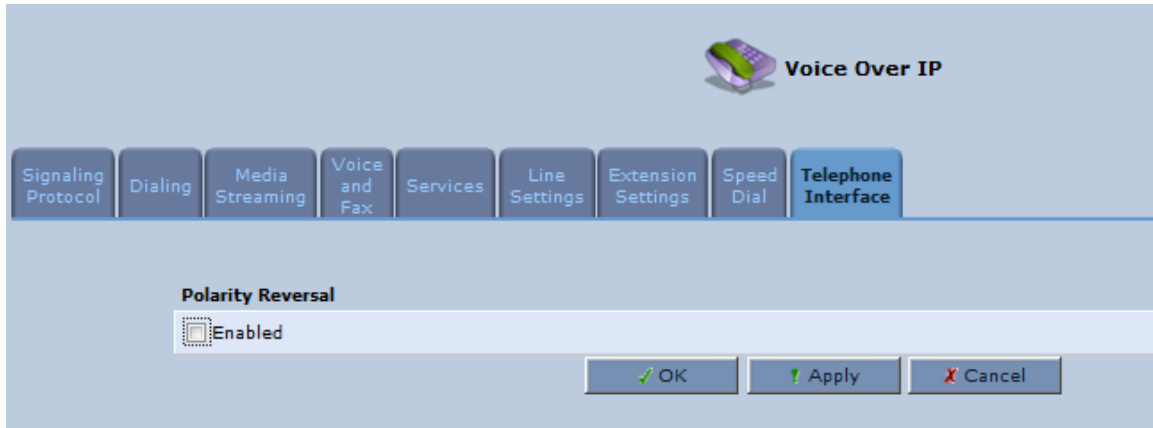 Voice Over IP
Signaling
Protocol
Dialing
Media
Streaming
Voice
and
Fax
Services
Line
Settings
Extension
Settings
Speed
Dial
Telephone
Interface
Polarity Reversal
Enabled
OK
Apply
Cancel